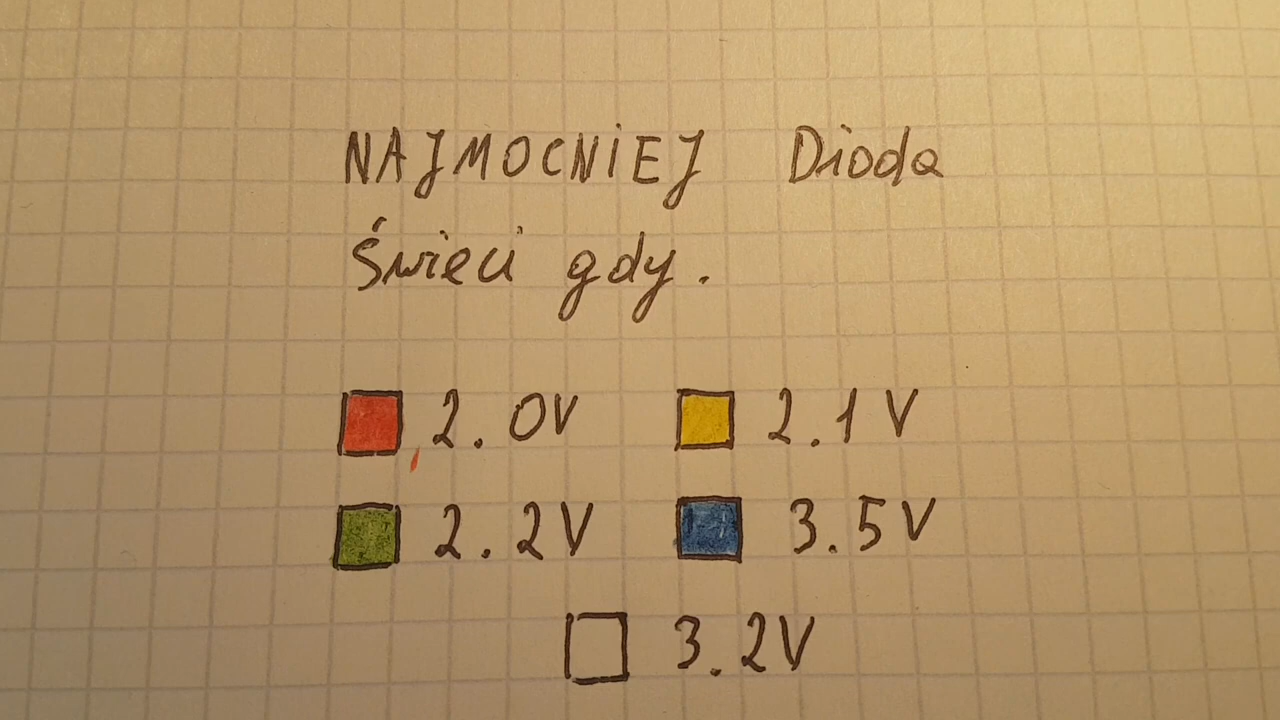 NAJMOCNIEJ Dioda
świeci gdy.
2.0V 2.1V
2.2V 3.5V
3.2V